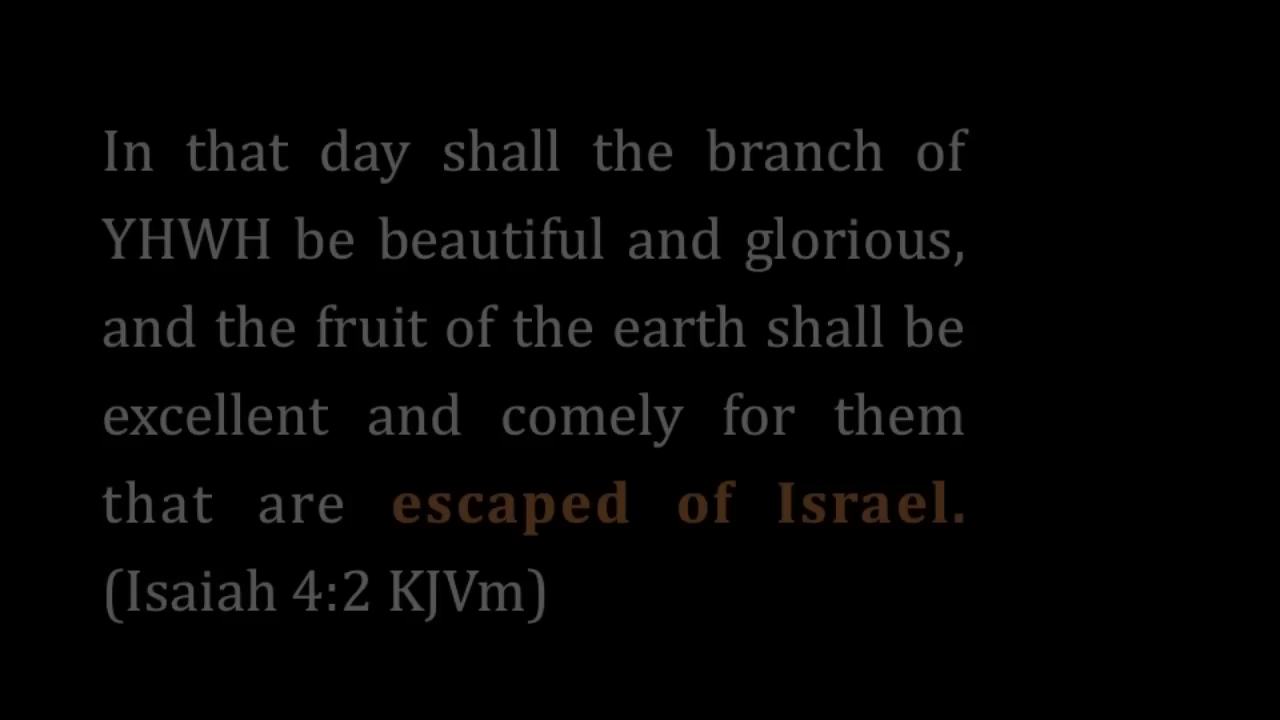 In that day shall the branch of
YHWH be beautiful and glorious,
and the fruit of the earth shall be
excellent and comely for them
that are escaped of Israel.
(Isaiah 4:2 KJVm)